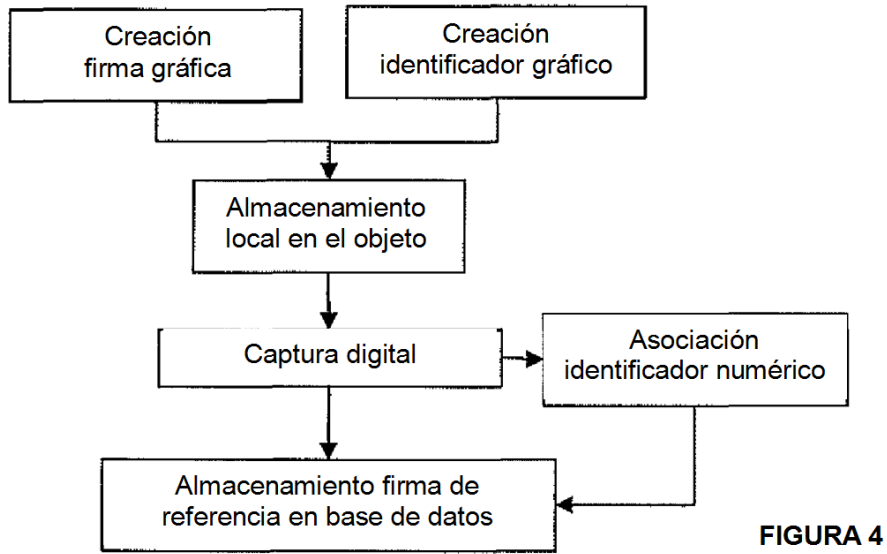 Creación
firma gráfica
Creación
identificador gráfico
Almacenamiento
local en el objeto
Captura digital
Asociación
identificador numérico
Almacenamiento firma de
referencia en base de datos
FIGURA 4